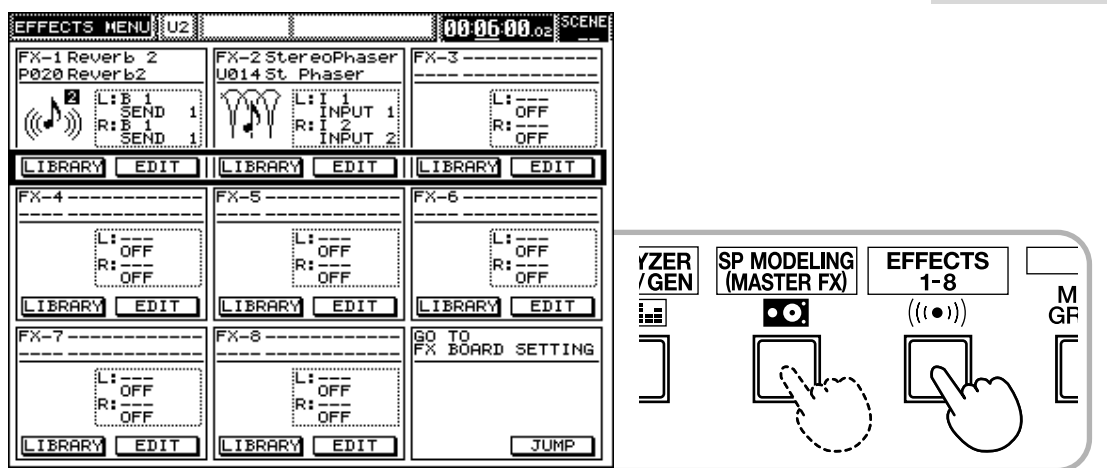 EFFECTS MENU U2 00:06:00.02 SCENE
--
FX-1 Reverb 2
P020 Reverb2
2
L:B 1
SEND 1
R:B 1
SEND 1
LIBRARY EDIT
FX-2 StereoPhaser
U014 St Phaser
L:I 1
INPUT 1
R:I 2
INPUT 2
LIBRARY EDIT
FX-3 ------------
---- ------------
L:---
OFF
R:---
OFF
LIBRARY EDIT
FX-4 ------------
---- ------------
L:---
OFF
R:---
OFF
LIBRARY EDIT
FX-5 ------------
---- ------------
L:---
OFF
R:---
OFF
LIBRARY EDIT
FX-6 ------------
---- ------------
L:---
OFF
R:---
OFF
LIBRARY EDIT
FX-7 ------------
---- ------------
L:---
OFF
R:---
OFF
LIBRARY EDIT
FX-8 ------------
---- ------------
L:---
OFF
R:---
OFF
LIBRARY EDIT
GO TO
FX BOARD SETTING
JUMP
YZER
/GEN
SP MODELING
(MASTER FX)
EFFECTS
1-8
M
GR